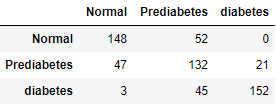 Normal Prediabetes diabetes
Normal 148 52 0
Prediabetes 47 132 21
diabetes 3 45 152